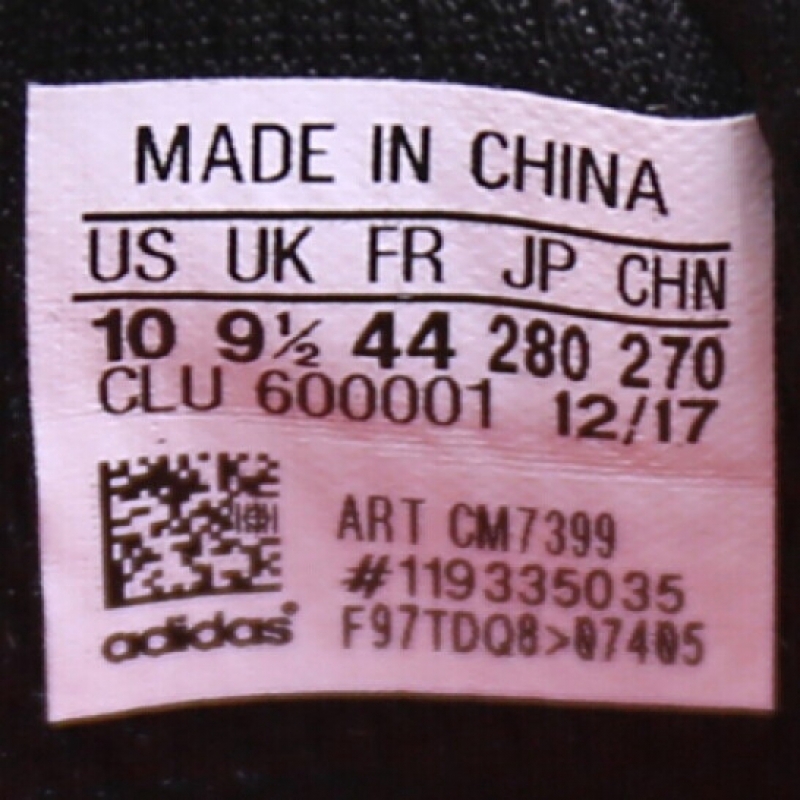 MADE IN CHINA
US UK FR JP CHN
10 9½ 44 280 270
CLU 600001 12/17
ART CM7399
#119335035
adidas® F97TDQ8>07405